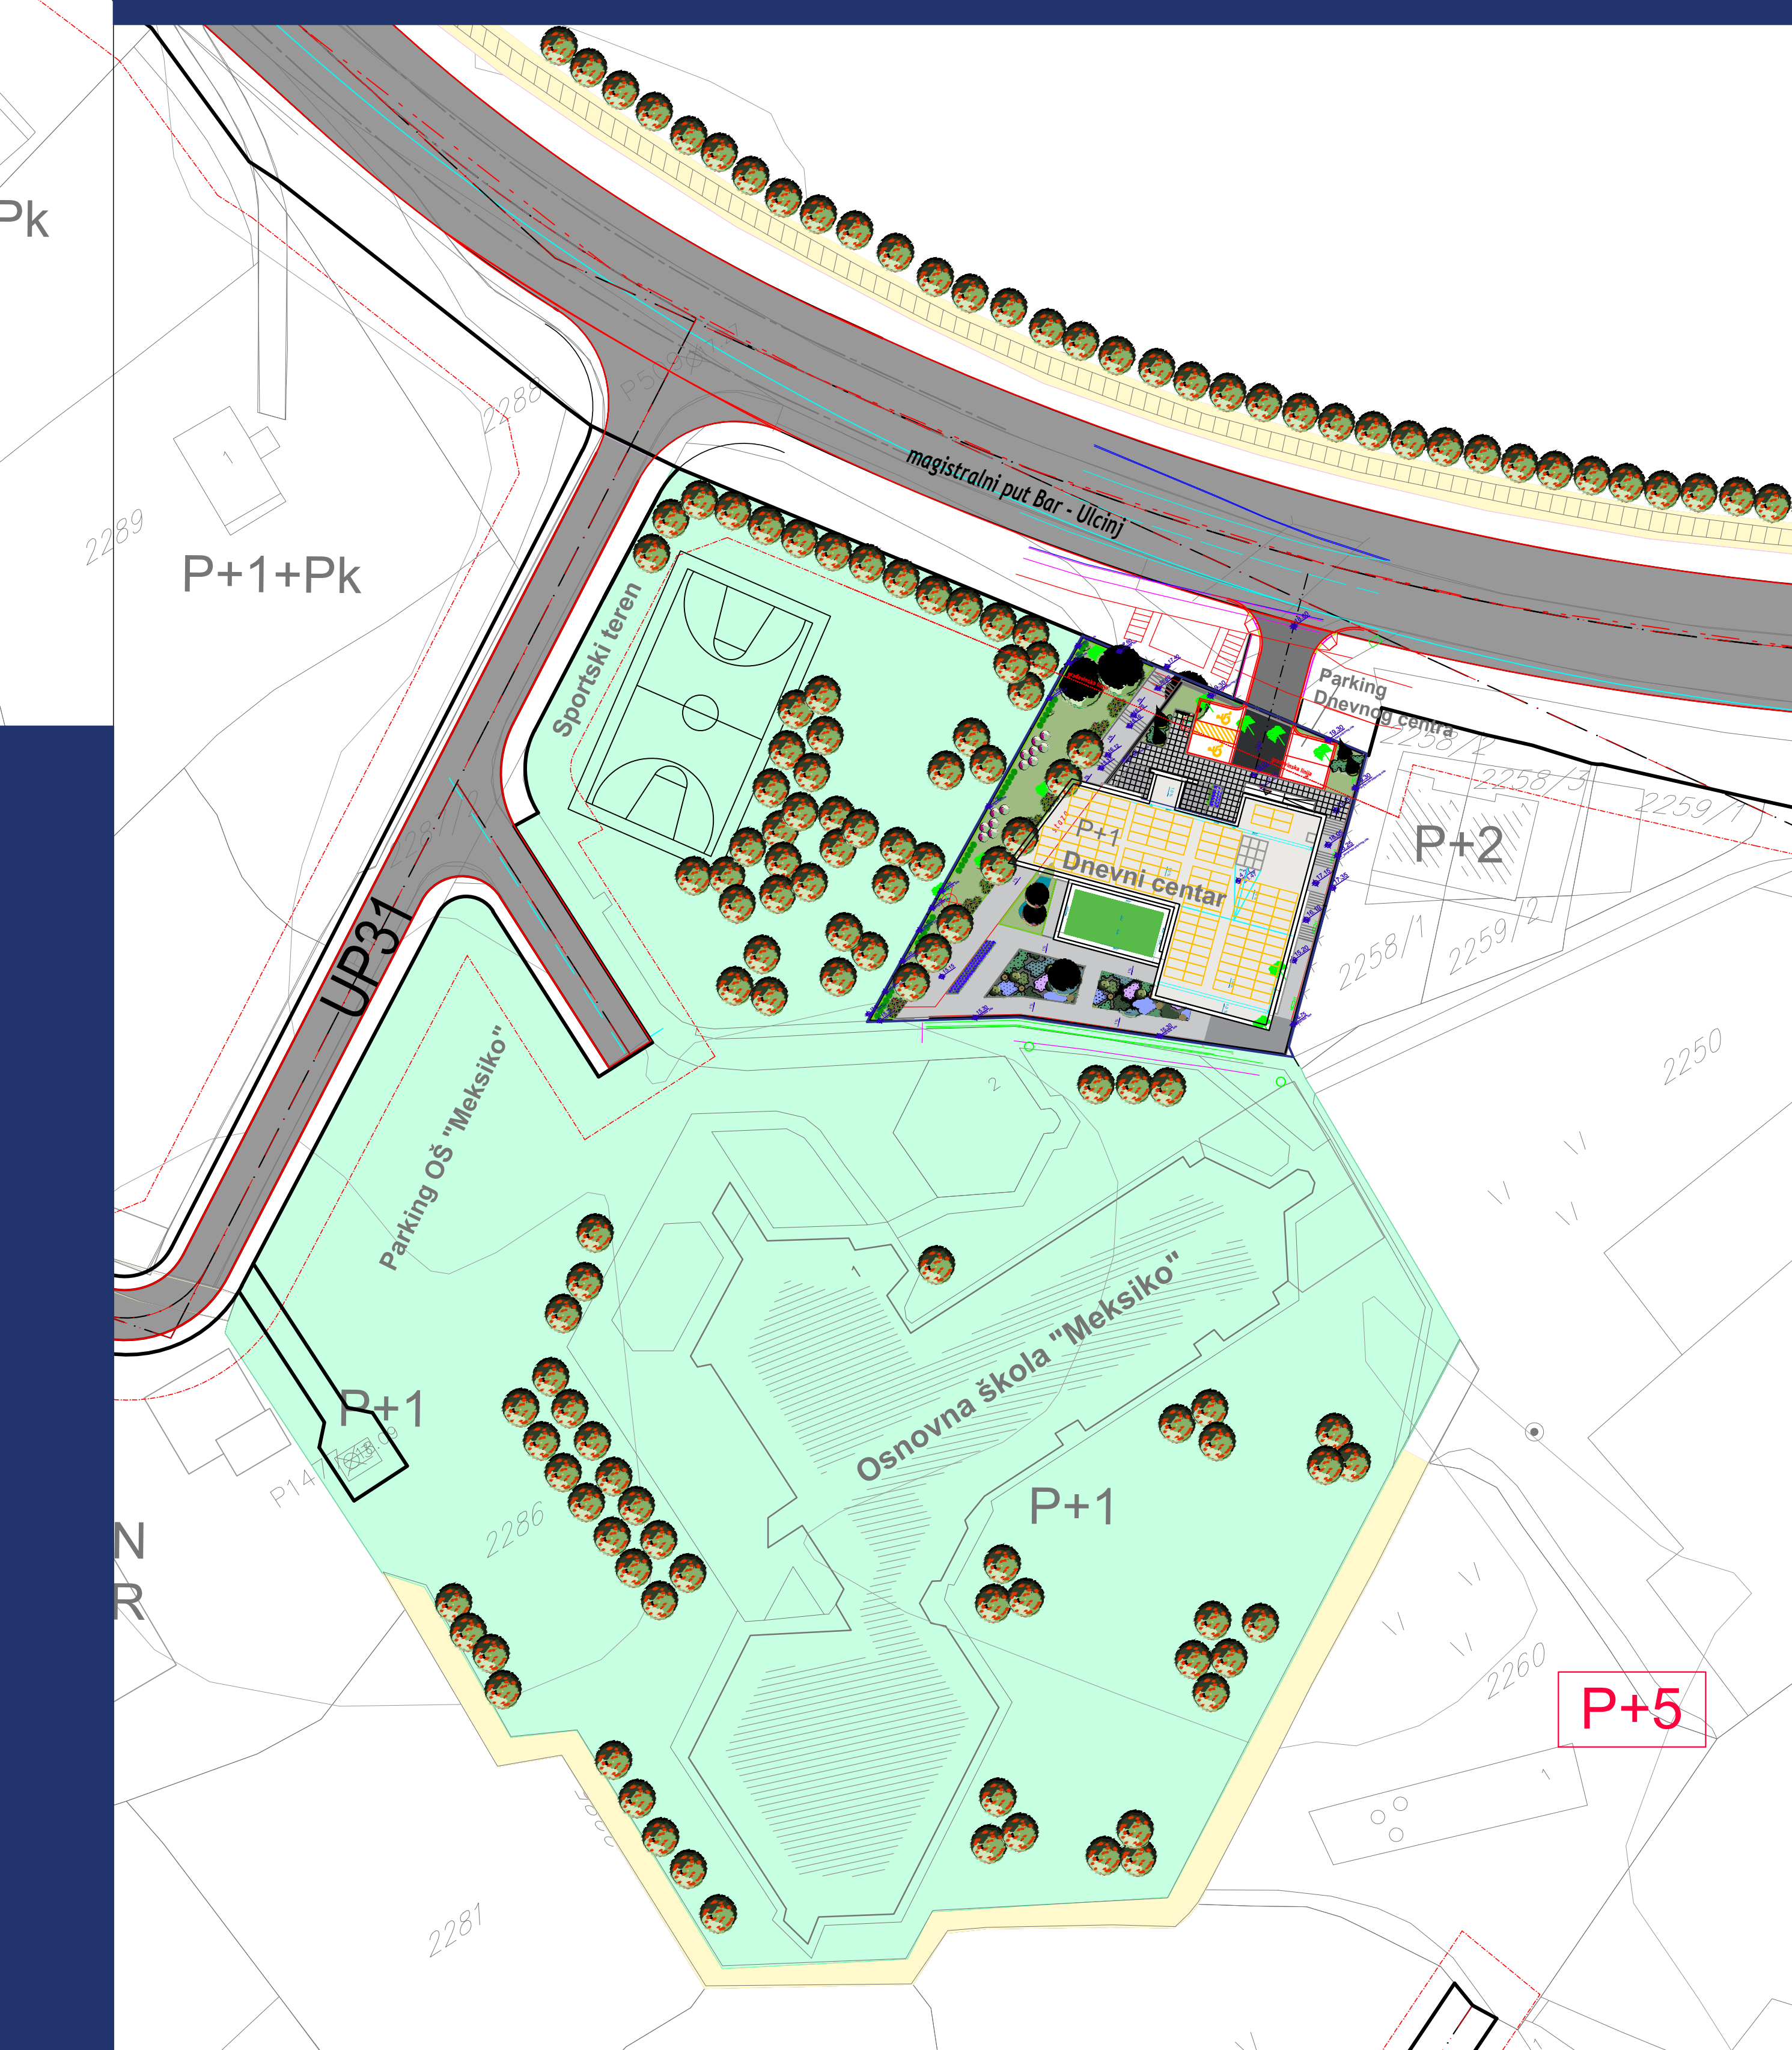 Pk
2288
magistralni put Bar - Ulcinj
2289
P+1+Pk
1
Sportski teren
Parking
Dnevnog centra
2258/2
2258/3
2259/1
P+1
Dnevni centar
P+2
2258/1
2259/2
UP31
2250
Parking OŠ "Meksiko"
2
1
Osnovna škola "Meksiko"
P+1
P+1
2286
N
R
2260
P+5
1
2281